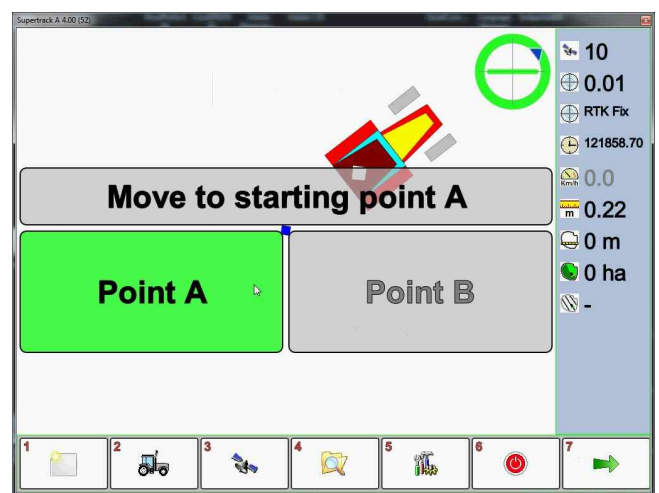 Supertrack A 4.00 (52)
10
0.01
RTK Fix
121858.70
Km/h 0.0
m 0.22
0 m
0 ha
-
Move to starting point A
Point A
Point B
1
2
3
4
5
6
7